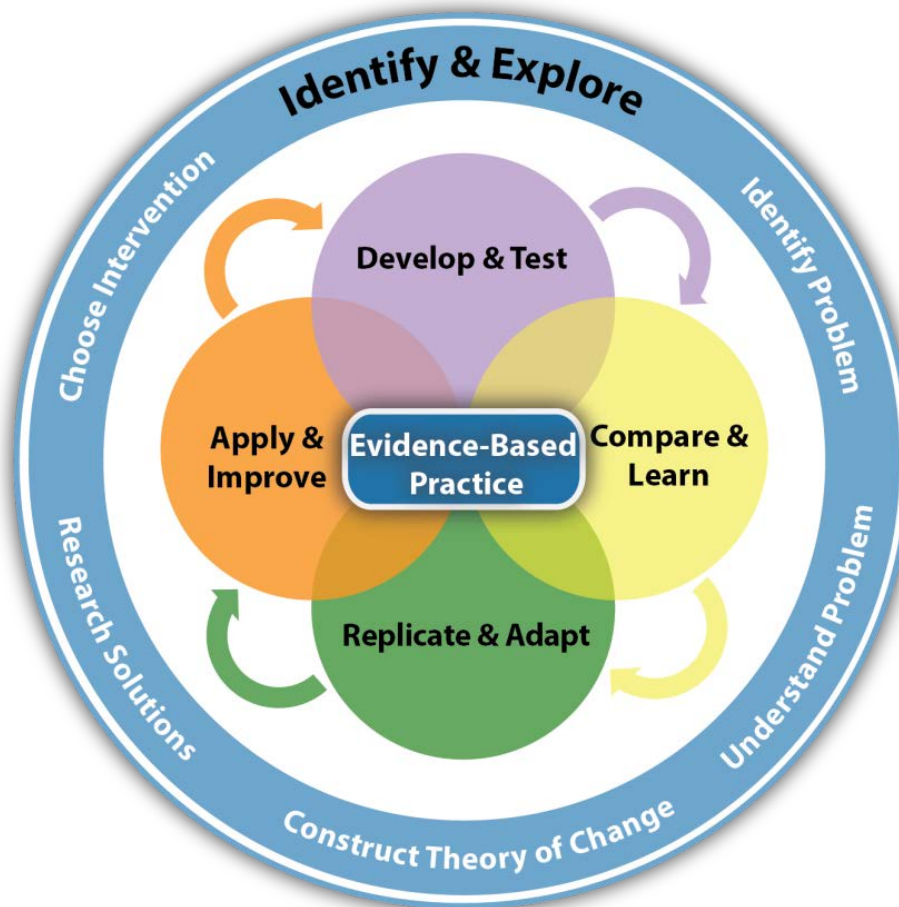 Identify & Explore
Identify Problem
Understand Problem
Construct Theory of Change
Research Solutions
Choose Intervention
Develop & Test
Compare &
Learn
Replicate & Adapt
Apply &
Improve
Evidence-Based
Practice